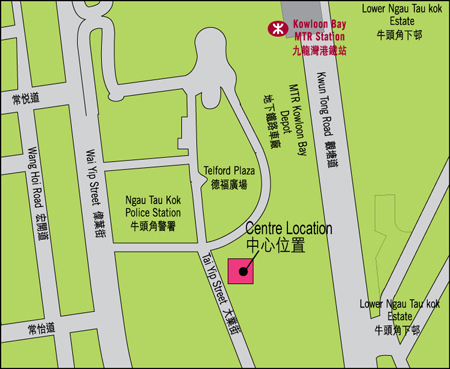 Lower Ngau Tau kok
Estate
牛頭角下邨
Kowloon Bay
MTR Station
九龍灣港鐵站
常悦道
Wang Hoi Road 宏開道
Wai Yip Street 偉業街
MTR Kowloon Bay
Depot
地下鐵路車廠
Kwun Tong Road 觀塘道
Telford Plaza
德福廣場
Ngau Tau Kok
Police Station
牛頭角警署
Centre Location
中心位置
Tai Yip Street 大業街
Lower Ngau Tau kok
Estate
牛頭角下邨
常怡道